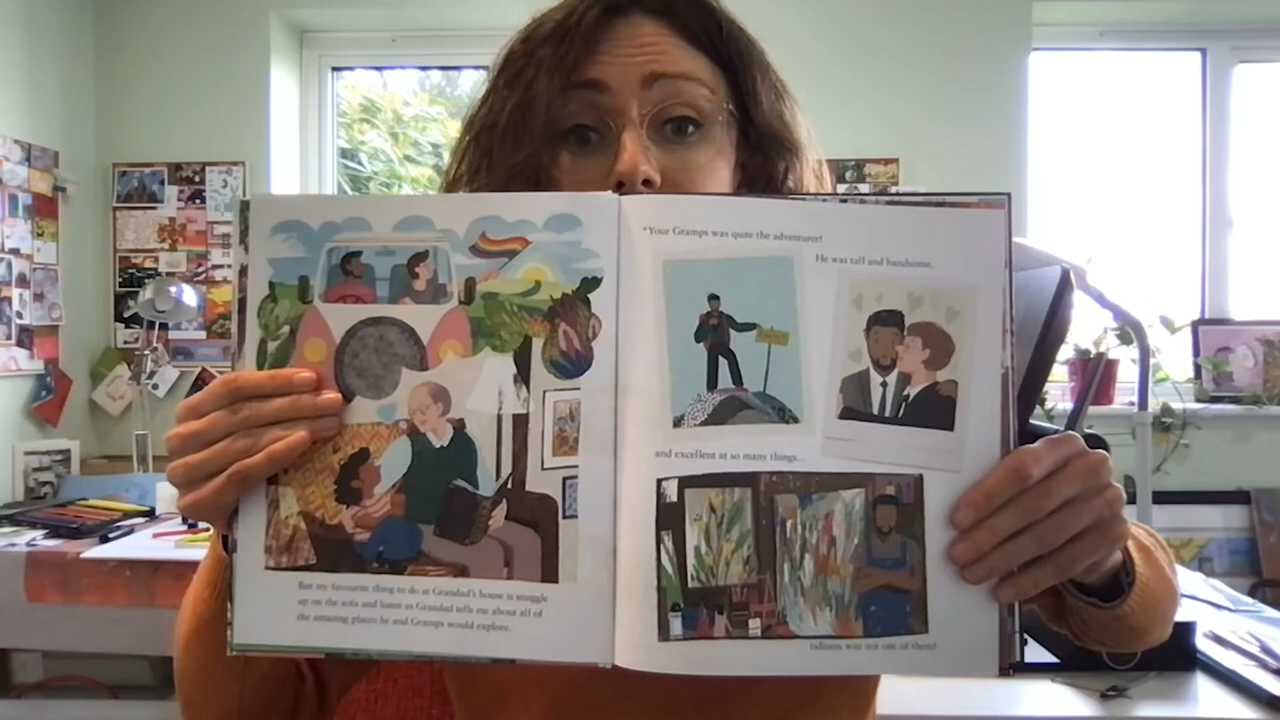 But my favourite thing to do at Grandad's house is snuggle
up on the sofa and listen as Grandad tells me about all of
the amazing places he and Gramps would explore.
"Your Gramps was quite the adventurer!
He was tall and handsome,
and excellent at so many things...
tidiness was not one of them!